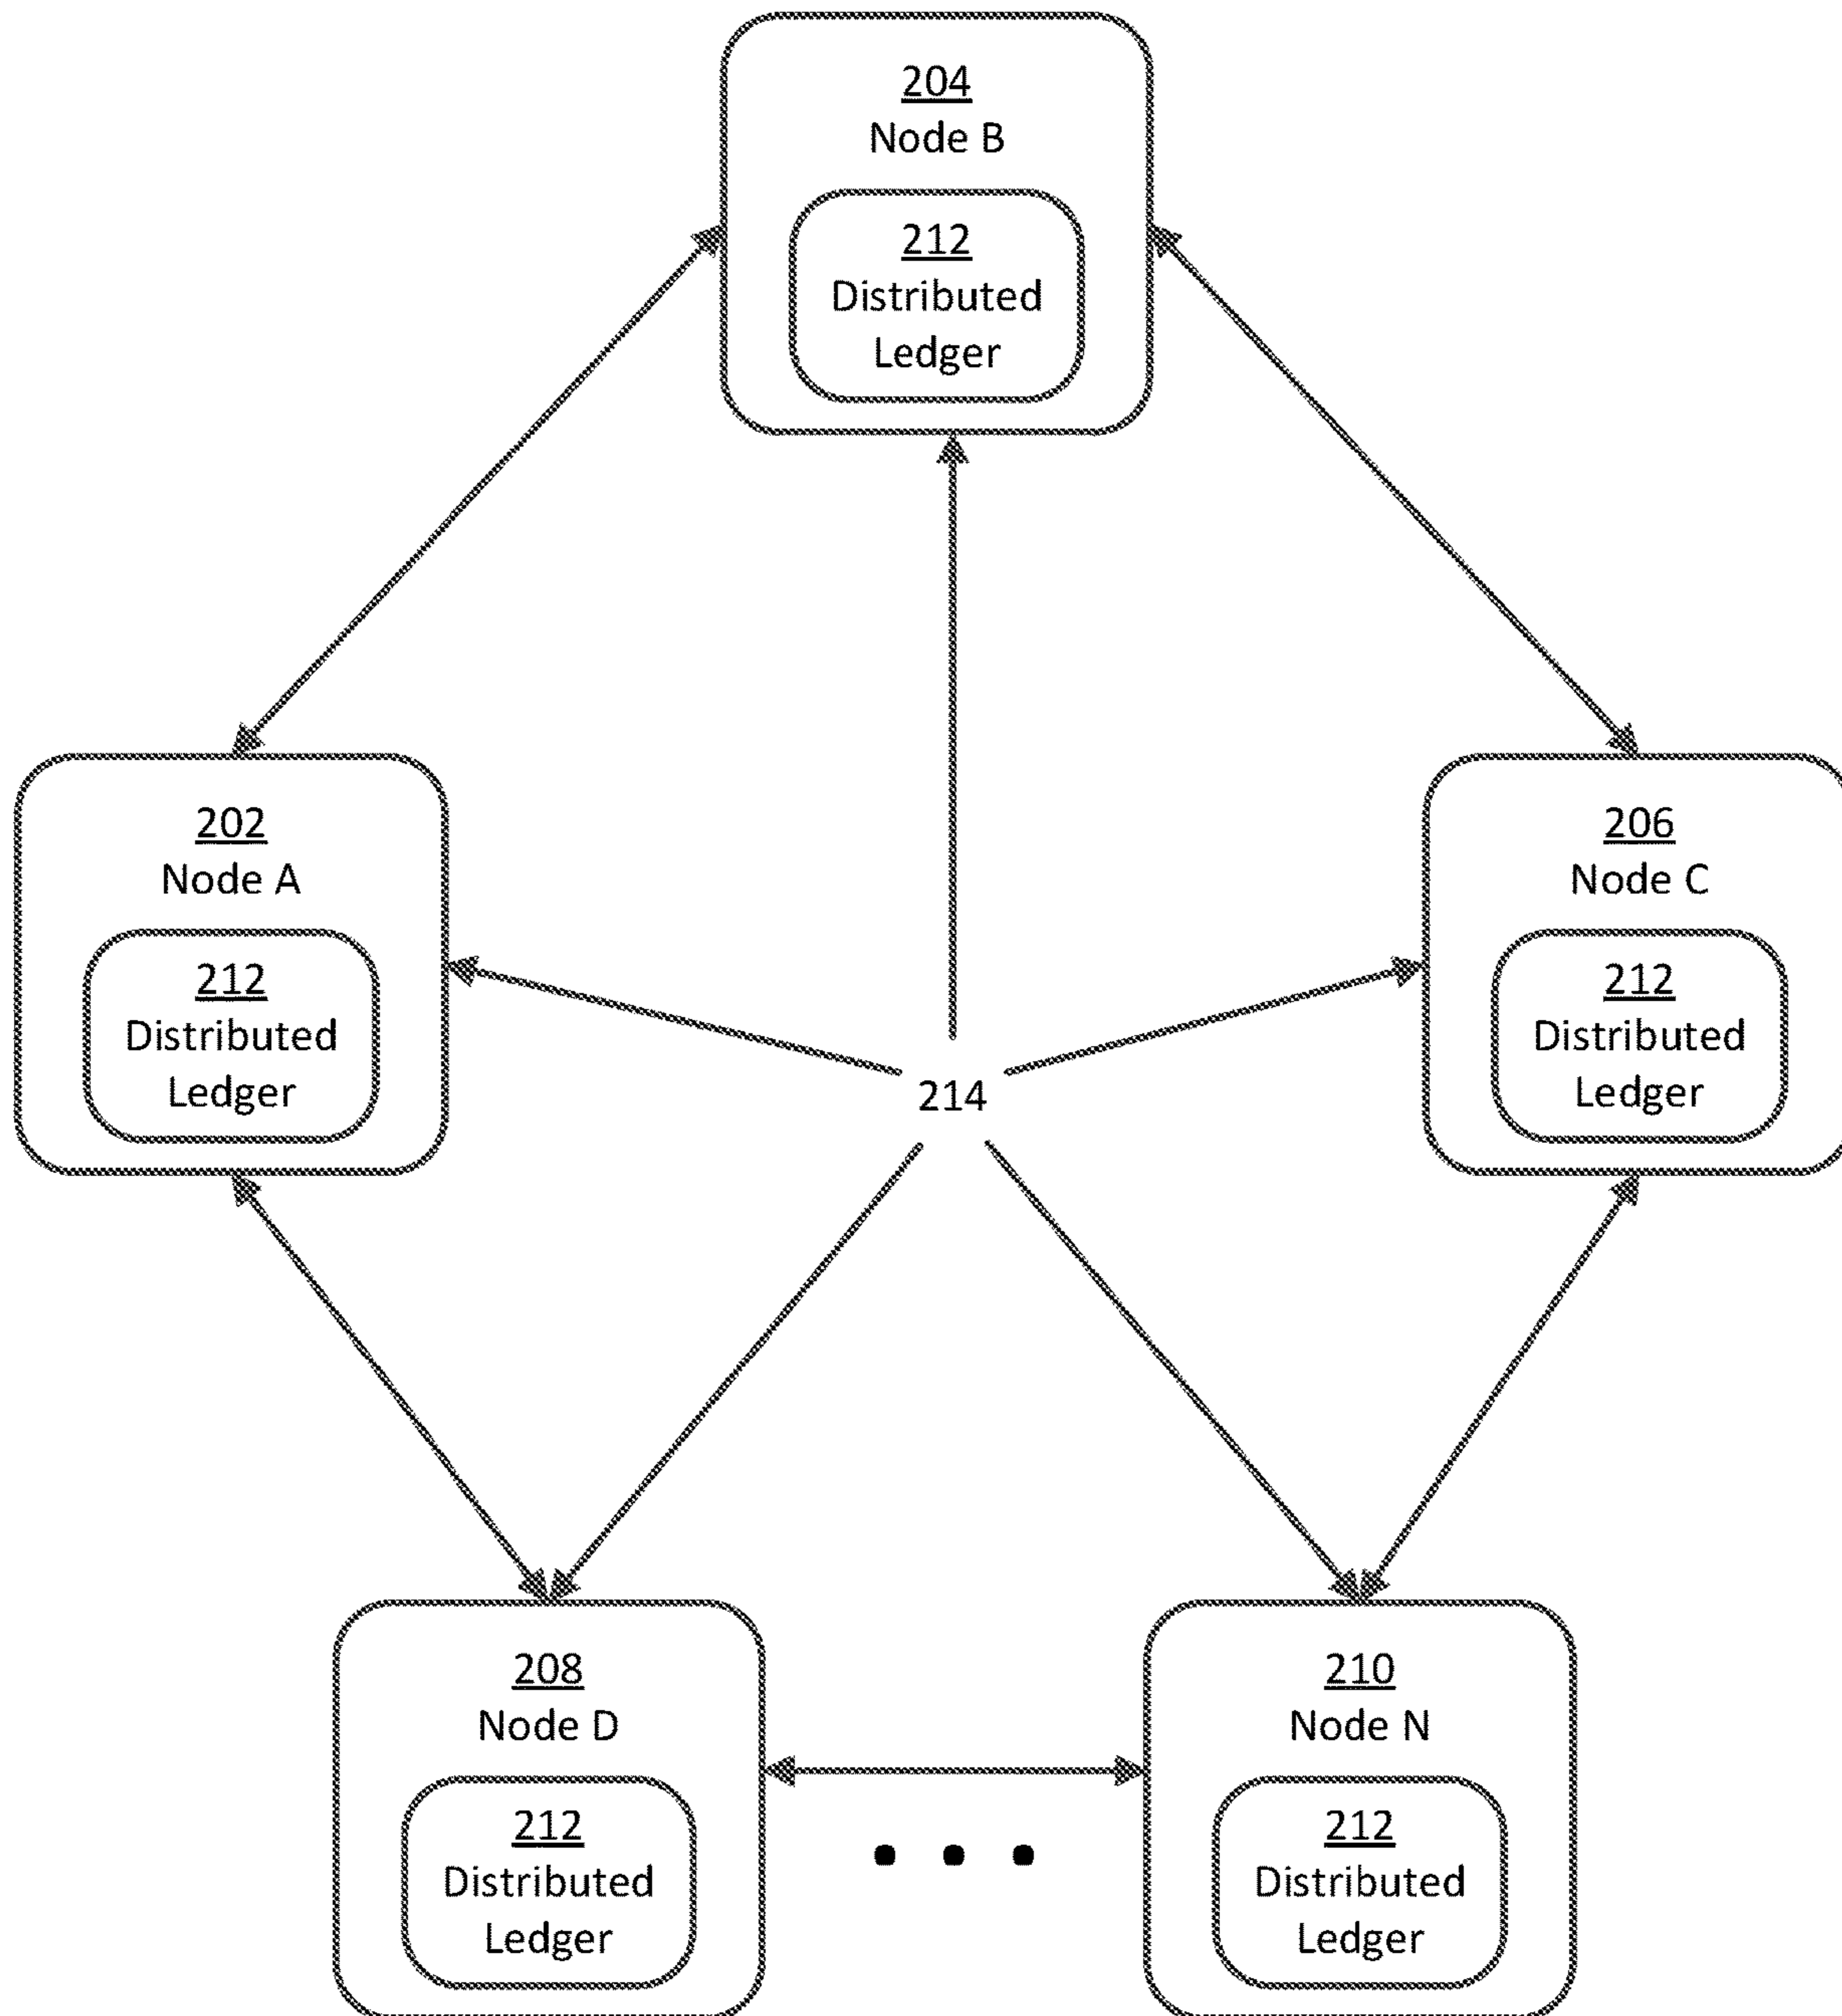 204
Node B
212
Distributed
Ledger
202
Node A
212
Distributed
Ledger
206
Node C
212
Distributed
Ledger
214
208
Node D
212
Distributed
Ledger
210
Node N
212
Distributed
Ledger